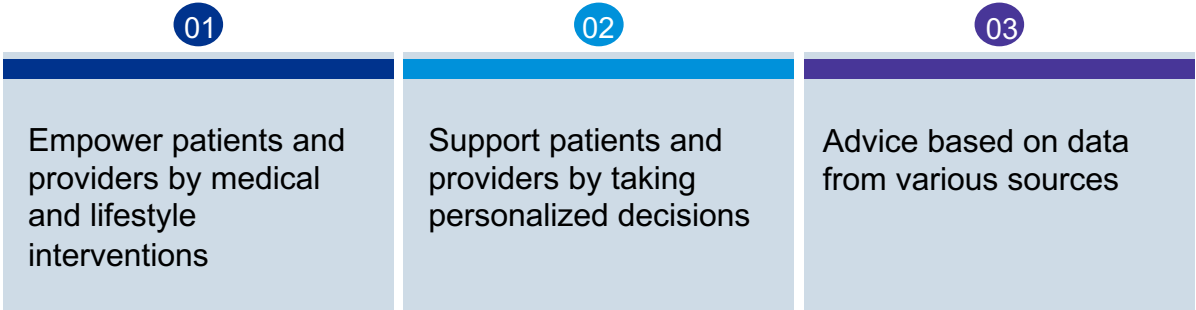 01
Empower patients and
providers by medical
and lifestyle
interventions
02
Support patients and
providers by taking
personalized decisions
03
Advice based on data
from various sources